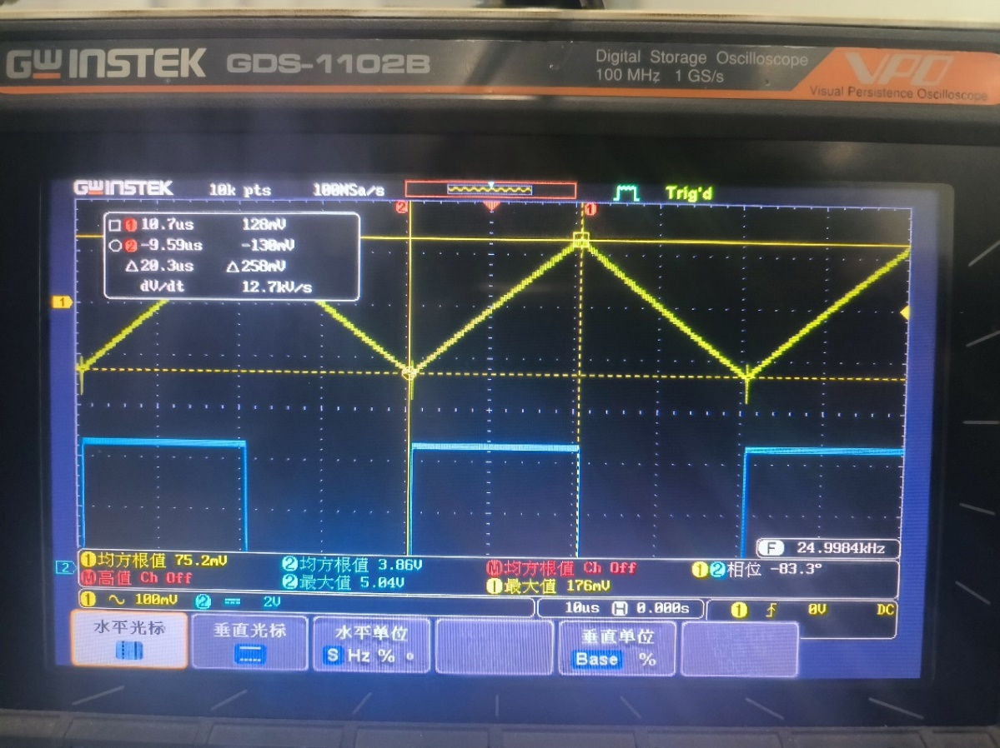 GW INSTEK GDS-1102B Digital Storage Oscilloscope VPO
100 MHz 1 GS/s Visual Persistence Oscilloscope
GW INSTEK 10k pts 100MSa/s Trig'd
2 1
1 10.7us 128mV
2 -9.59us -130mV
△20.3us △258mV
dV/dt 12.7kV/s
1
F 24.9984kHz
2
1 均方根值 75.2mV 2 均方根值 3.86V M 均方根值 Ch Off 1 2 相位 -83.3°
M 高值 Ch Off 2 最大值 5.04V 1 最大值 176mV
1 ~ 100mV 2 2V 10us H 0.000s 1 0V DC
水平光标 垂直光标 水平单位 垂直单位
S Hz % ° Base %